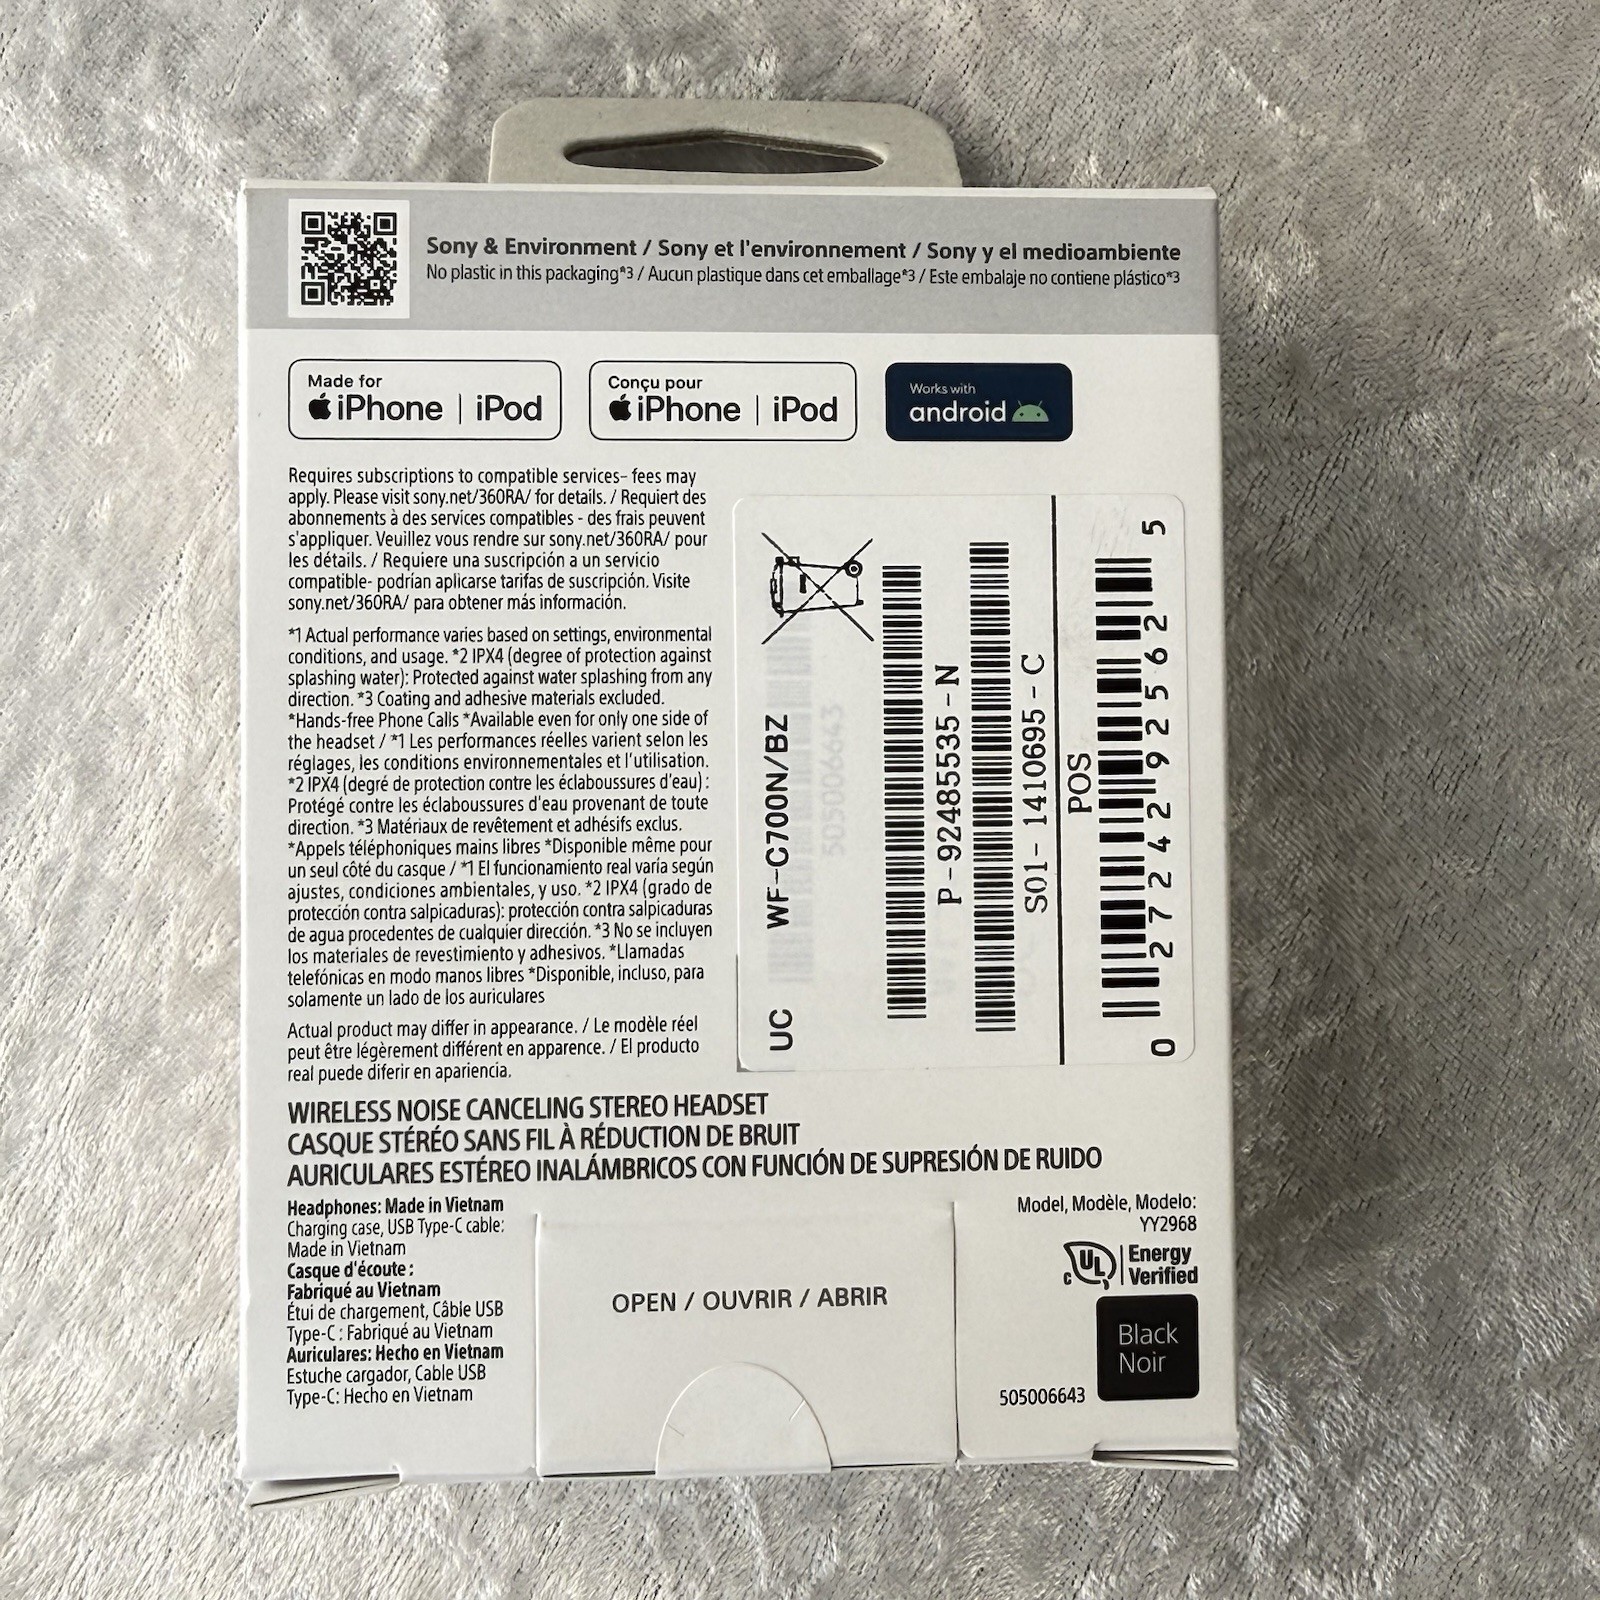 Sony & Environment / Sony et l'environnement / Sony y el medioambiente
No plastic in this packaging*3 / Aucun plastique dans cet emballage*3 / Este embalaje no contiene plástico*3
Made for
iPhone | iPod
Conçu pour
iPhone | iPod
Works with
android
Requires subscriptions to compatible services– fees may
apply. Please visit sony.net/360RA/ for details. / Requiert des
abonnements à des services compatibles - des frais peuvent
s'appliquer. Veuillez vous rendre sur sony.net/360RA/ pour
les détails. / Requiere una suscripción a un servicio
compatible- podrían aplicarse tarifas de suscripción. Visite
sony.net/360RA/ para obtener más información.
*1 Actual performance varies based on settings, environmental
conditions, and usage. *2 IPX4 (degree of protection against
splashing water): Protected against water splashing from any
direction. *3 Coating and adhesive materials excluded.
*Hands-free Phone Calls *Available even for only one side of
the headset / *1 Les performances réelles varient selon les
réglages, les conditions environnementales et l'utilisation.
*2 IPX4 (degré de protection contre les éclaboussures d'eau) :
Protégé contre les éclaboussures d'eau provenant de toute
direction. *3 Matériaux de revêtement et adhésifs exclus.
*Appels téléphoniques mains libres *Disponible même pour
un seul côté du casque / *1 El funcionamiento real varía según
ajustes, condiciones ambientales, y uso. *2 IPX4 (grado de
protección contra salpicaduras): protección contra salpicaduras
de agua procedentes de cualquier dirección. *3 No se incluyen
los materiales de revestimiento y adhesivos. *Llamadas
telefónicas en modo manos libres *Disponible, incluso, para
solamente un lado de los auriculares
Actual product may differ in appearance. / Le modèle réel
peut être légèrement différent en apparence. / El producto
real puede diferir en apariencia.
UC WF-C700N/BZ
505006643
P-92485535-N
S01-1410695-C
POS
0 27242 92562 5
WIRELESS NOISE CANCELING STEREO HEADSET
CASQUE STÉRÉO SANS FIL À RÉDUCTION DE BRUIT
AURICULARES ESTÉREO INALÁMBRICOS CON FUNCIÓN DE SUPRESIÓN DE RUIDO
Headphones: Made in Vietnam
Charging case, USB Type-C cable:
Made in Vietnam
Casque d'écoute :
Fabriqué au Vietnam
Étui de chargement, Câble USB
Type-C : Fabriqué au Vietnam
Auriculares: Hecho en Vietnam
Estuche cargador, Cable USB
Type-C: Hecho en Vietnam
OPEN / OUVRIR / ABRIR
Model, Modèle, Modelo:
YY2968
c UL Energy
Verified
Black
Noir
505006643